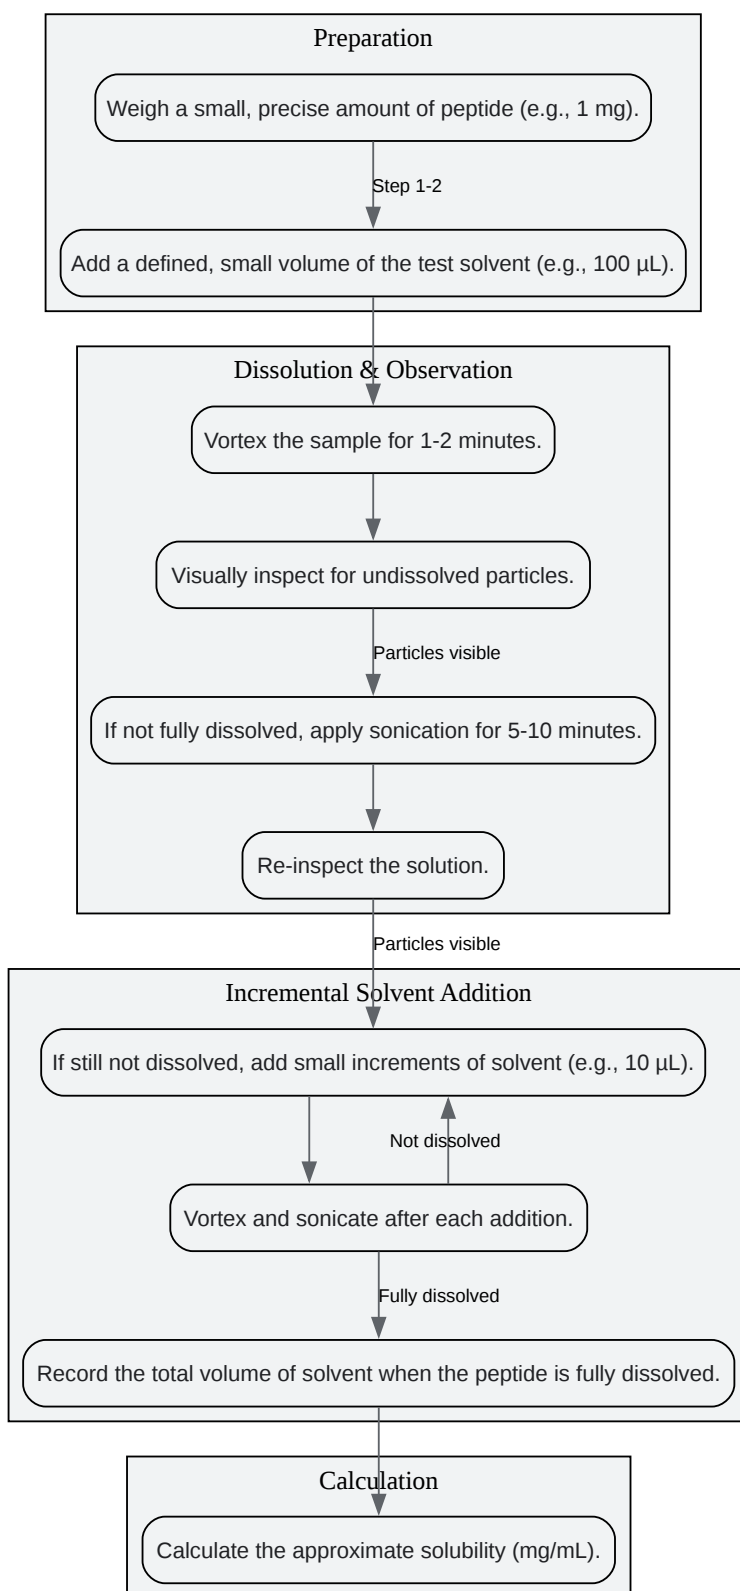 Preparation
Weigh a small, precise amount of peptide (e.g., 1 mg).
Step 1-2
Add a defined, small volume of the test solvent (e.g., 100 µL).
Dissolution & Observation
Vortex the sample for 1-2 minutes.
Visually inspect for undissolved particles.
Particles visible
If not fully dissolved, apply sonication for 5-10 minutes.
Re-inspect the solution.
Particles visible
Incremental Solvent Addition
If still not dissolved, add small increments of solvent (e.g., 10 µL).
Not dissolved
Vortex and sonicate after each addition.
Fully dissolved
Record the total volume of solvent when the peptide is fully dissolved.
Calculation
Calculate the approximate solubility (mg/mL).